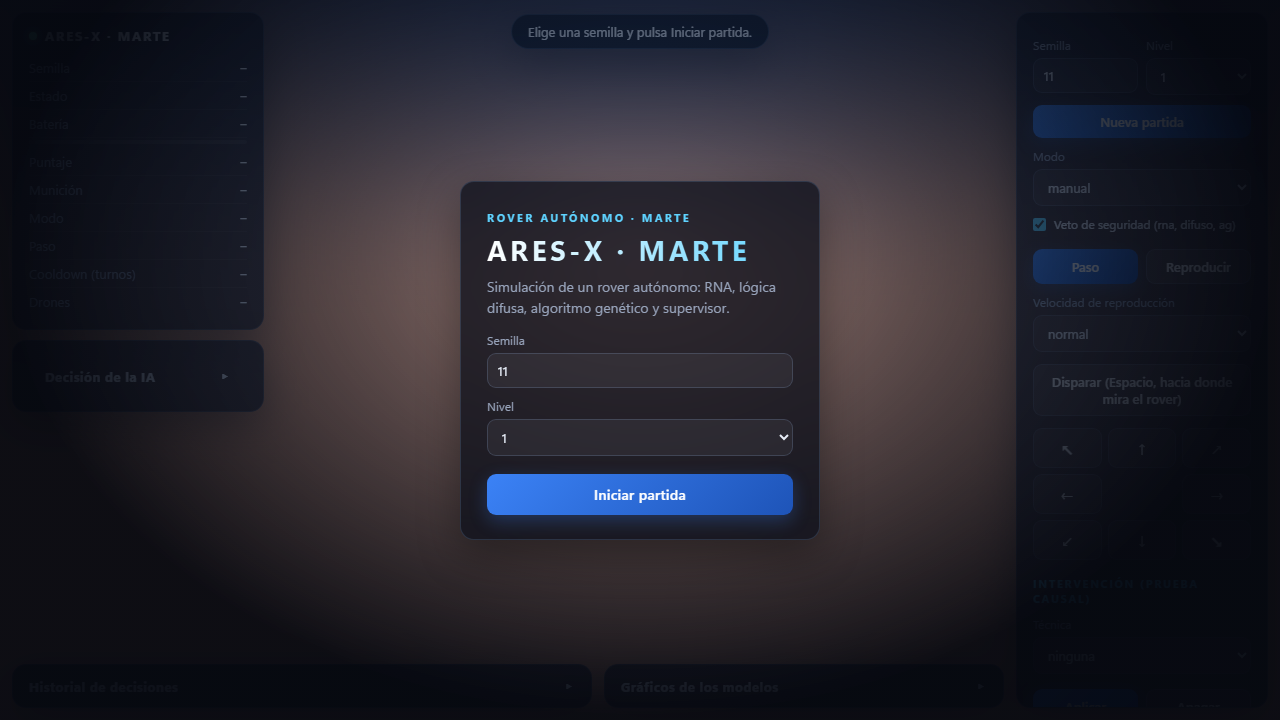 ARES-X · MARTE
Semilla –
Estado –
Batería –
Puntaje –
Munición –
Modo –
Paso –
Cooldown (turnos) –
Drones –
Decisión de la IA ▸
Elige una semilla y pulsa Iniciar partida.
ROVER AUTÓNOMO · MARTE
ARES-X · MARTE
Simulación de un rover autónomo: RNA, lógica
difusa, algoritmo genético y supervisor.
Semilla
11
Nivel
1
Iniciar partida
Semilla Nivel
11 1
Nueva partida
Modo
manual
Veto de seguridad (rna, difuso, ag)
Paso Reproducir
Velocidad de reproducción
normal
Disparar (Espacio, hacia donde
mira el rover)
↖ ↑ ↗
← →
↙ ↓ ↘
INTERVENCIÓN (PRUEBA
CAUSAL)
ninguna
Historial de decisiones ▸
Gráficos de los modelos